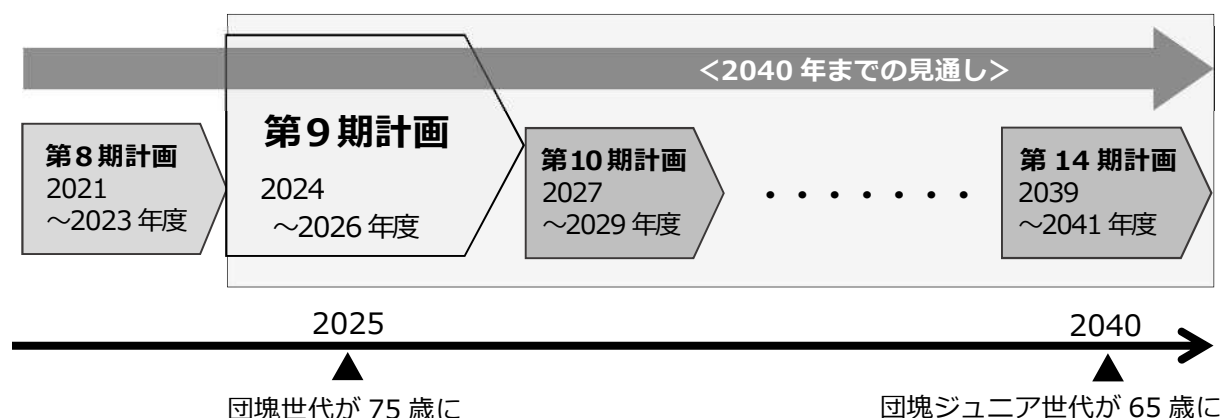 <2040 年までの見通し>
第8期計画
2021
～2023 年度
第9期計画
2024
～2026 年度
第10期計画
2027
～2029 年度
・・・・・・・
第 14 期計画
2039
～2041 年度
2025
2040
▲
▲
団塊世代が 75 歳に
団塊ジュニア世代が 65 歳に